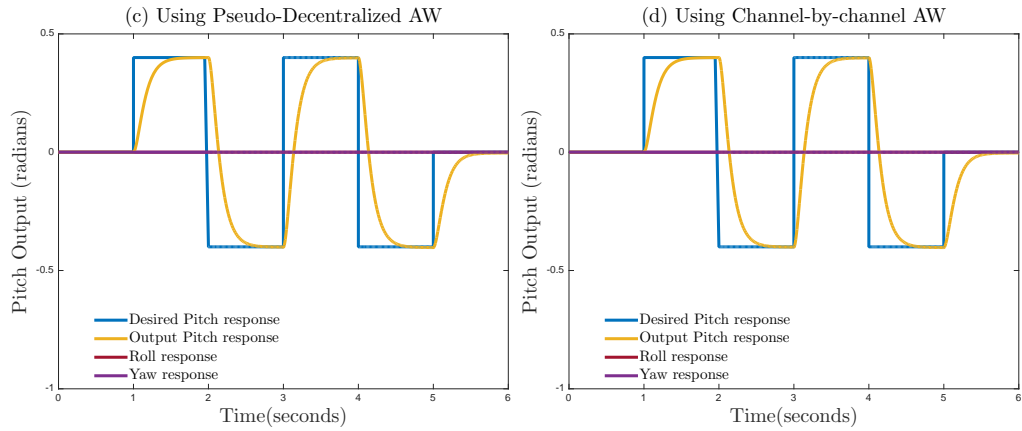 (c) Using Pseudo-Decentralized AW
0.5
0
-0.5
-1
Pitch Output (radians)
Desired Pitch response
Output Pitch response
Roll response
Yaw response
0 1 2 3 4 5 6
Time(seconds)
(d) Using Channel-by-channel AW
0.5
0
-0.5
-1
Pitch Output (radians)
Desired Pitch response
Output Pitch response
Roll response
Yaw response
0 1 2 3 4 5 6
Time(seconds)